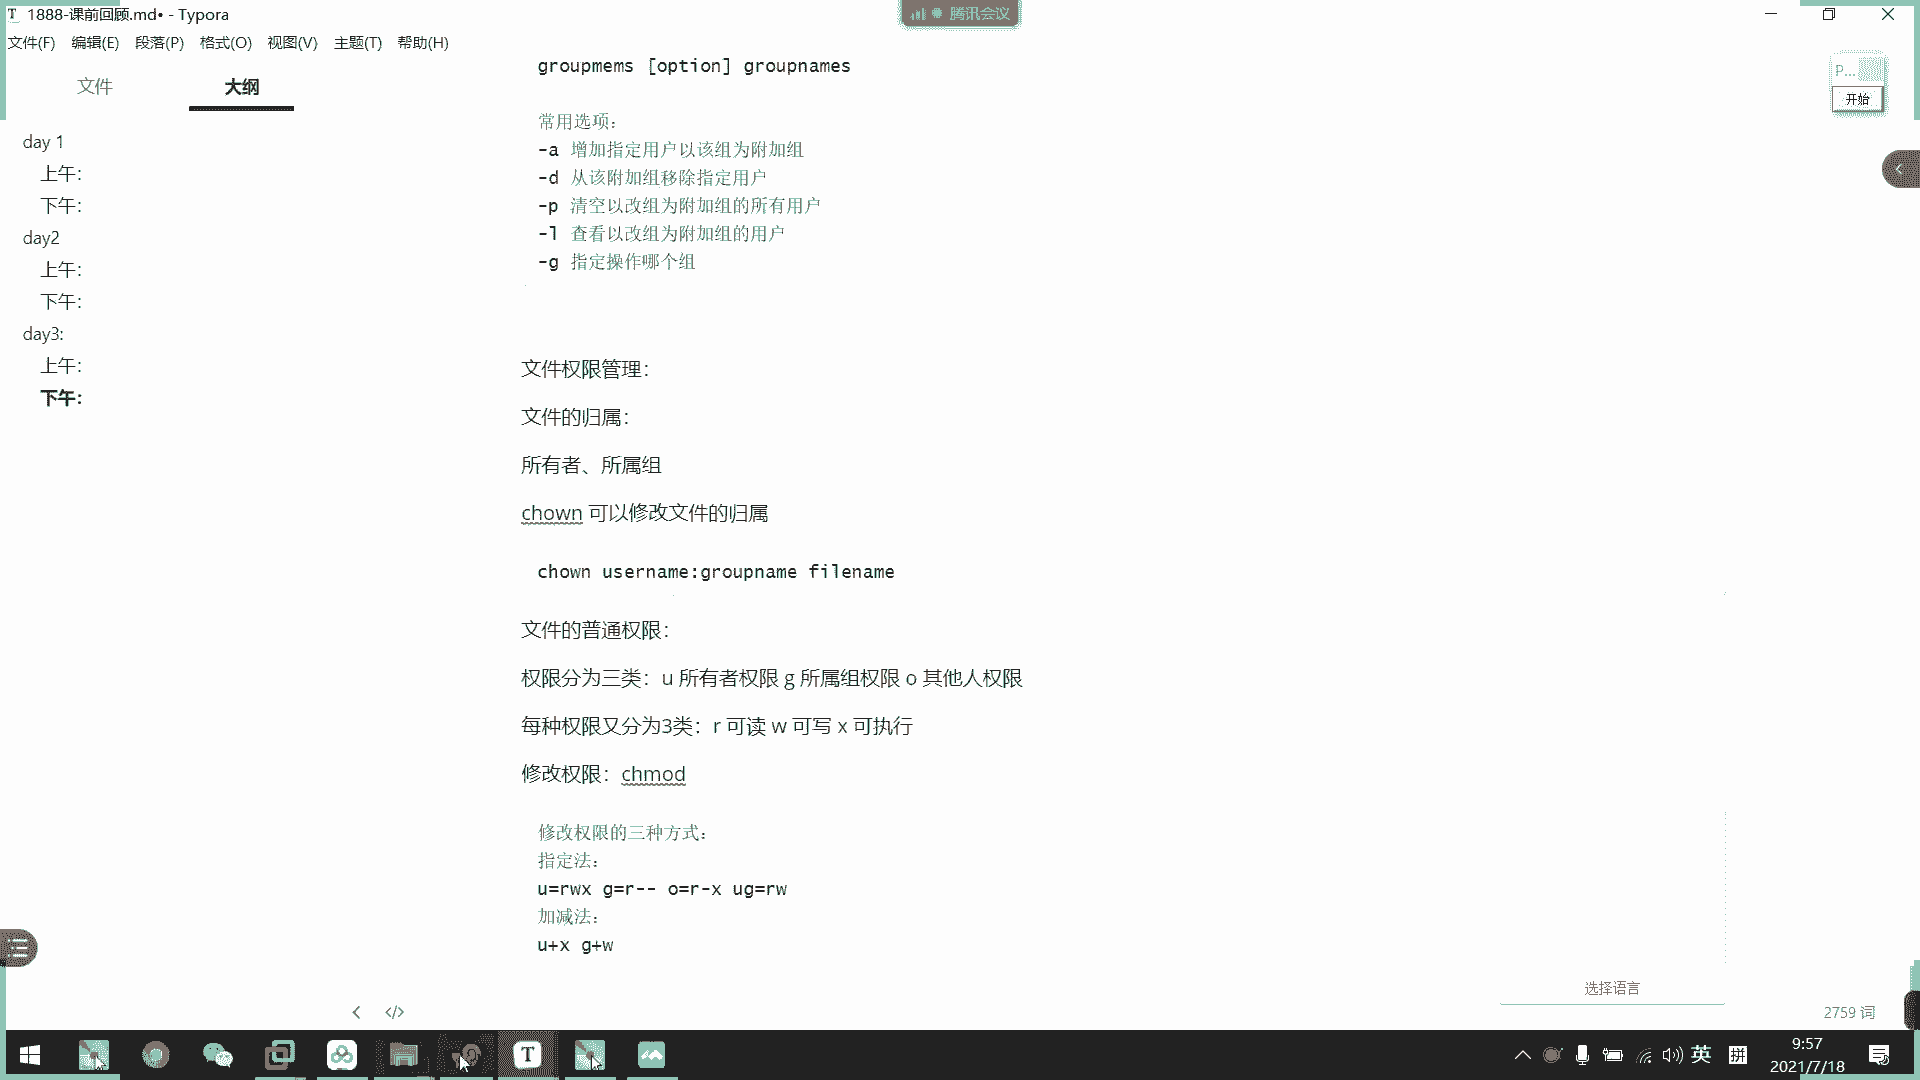 1888-课前回顾.md• - Typora
腾讯会议
文件(F) 编辑(E) 段落(P) 格式(O) 视图(V) 主题(T) 帮助(H)
文件 大纲
day 1
上午：
下午：
day2
上午：
下午：
day3:
上午：
下午：
groupmems [option] groupnames
常用选项：
-a 增加指定用户以该组为附加组
-d 从该附加组移除指定用户
-p 清空以改组为附加组的所有用户
-l 查看以改组为附加组的用户
-g 指定操作哪个组
文件权限管理：
文件的归属：
所有者、所属组
chown 可以修改文件的归属
chown username:groupname filename
文件的普通权限：
权限分为三类：u 所有者权限 g 所属组权限 o 其他人权限
每种权限又分为3类：r 可读 w 可写 x 可执行
修改权限：chmod
修改权限的三种方式：
指定法：
u=rwx g=r-- o=r-x ug=rw
加减法：
u+x g+w
P...
开始
选择语言
2759 词
英
拼
9:57
2021/7/18